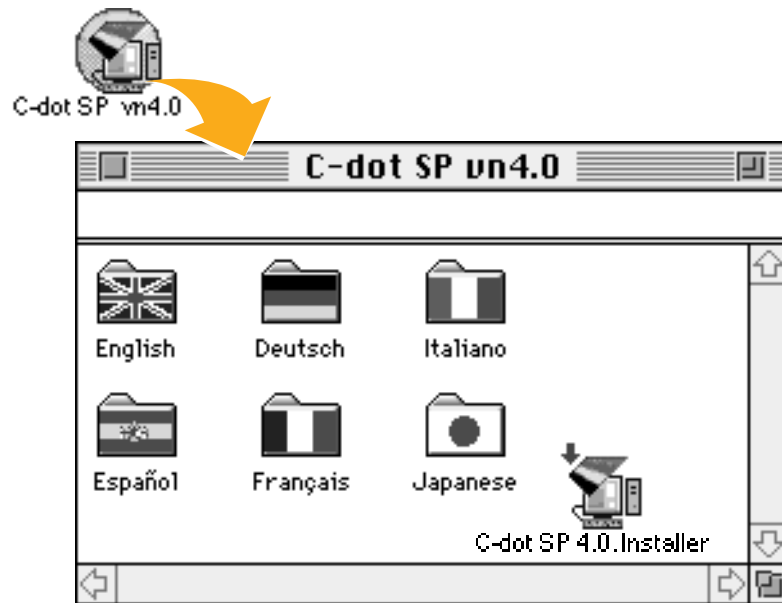 C-dot SP vn4.0
C-dot SP vn4.0
English
Deutsch
Italiano
Español
Français
Japanese
C-dot SP 4.0.Installer